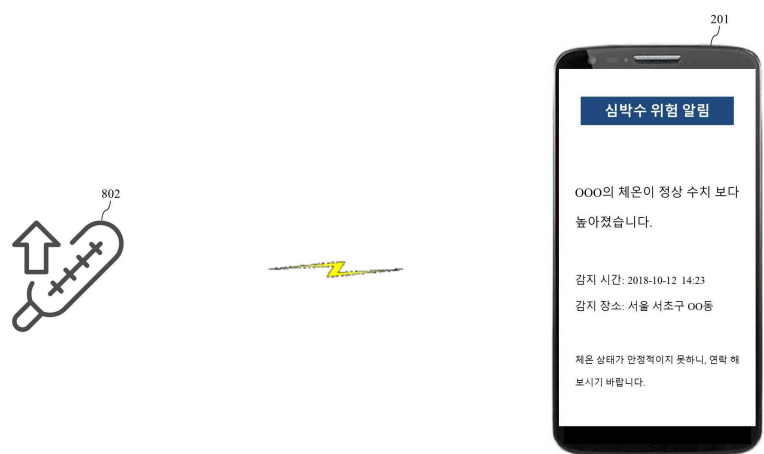 201
심박수 위험 알림
802
OOO의 체온이 정상 수치 보다
높아졌습니다.
감지 시간: 2018-10-12 14:23
감지 장소: 서울 서초구 OO동
체온 상태가 안정적이지 못하니, 연락 해
보시기 바랍니다.